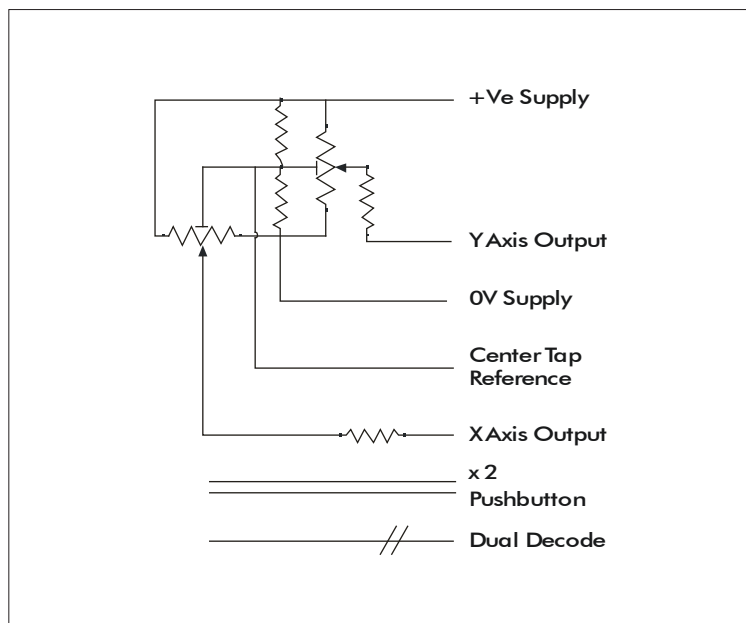 +Ve Supply
Y Axis Output
0V Supply
Center Tap
Reference
X Axis Output
x 2
Pushbutton
Dual Decode